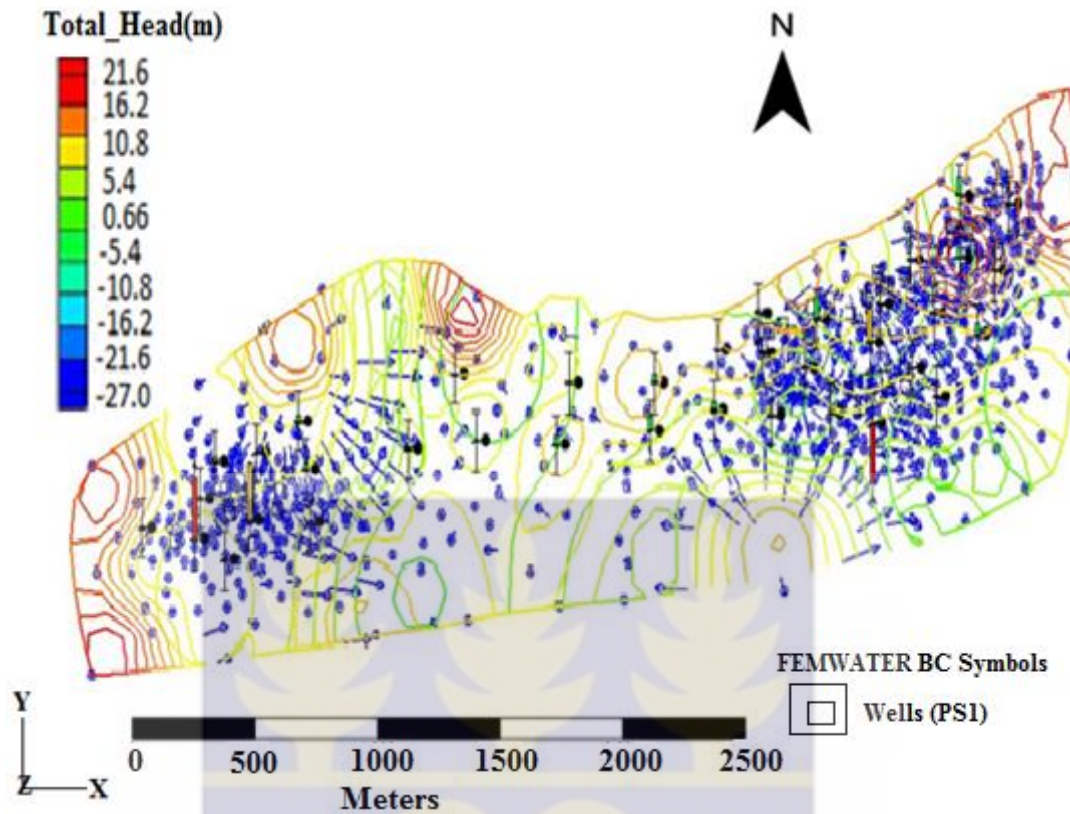 Total_Head(m)
21.6
16.2
10.8
5.4
0.66
-5.4
-10.8
-16.2
-21.6
-27.0
N
FEMWATER BC Symbols
Wells (PS1)
Y
Z X
0 500 1000 1500 2000 2500
Meters